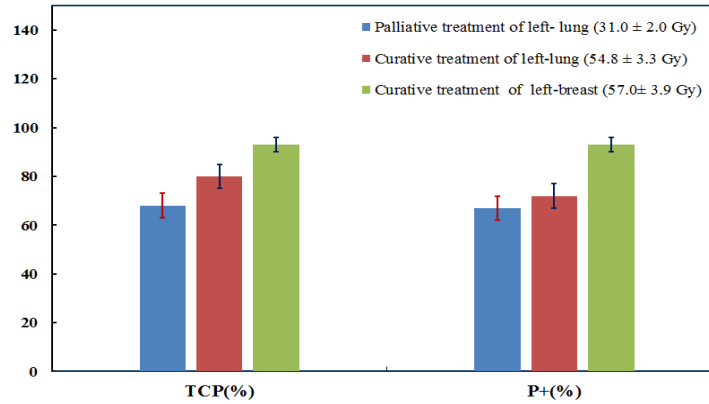 140
120
100
80
60
40
20
0
Palliative treatment of left- lung (31.0 ± 2.0 Gy)
Curative treatment of left-lung (54.8 ± 3.3 Gy)
Curative treatment of left-breast (57.0± 3.9 Gy)
TCP(%) P+(%)